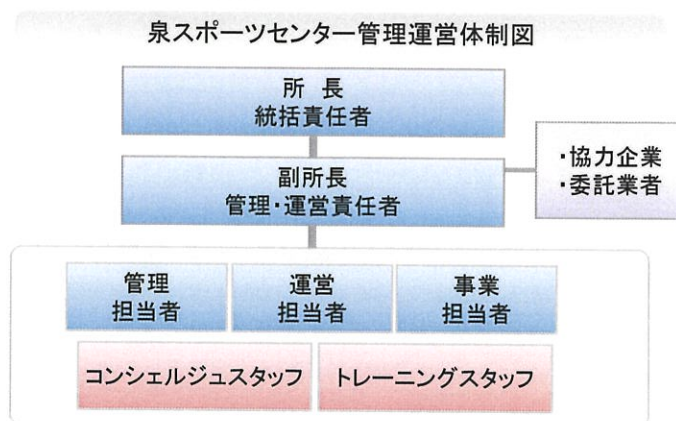 泉スポーツセンター管理運営体制図
所 長
統括責任者
副所長
管理・運営責任者
・協力企業
・委託業者
管理
担当者
運営
担当者
事業
担当者
コンシェルジュスタッフ
トレーニングスタッフ